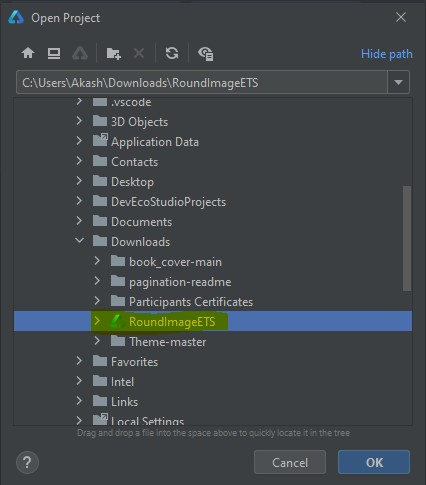 Open Project
Hide path
C:\Users\Akash\Downloads\RoundImageETS
.vscode
3D Objects
Application Data
Contacts
Desktop
DevEcoStudioProjects
Documents
Downloads
book_cover-main
pagination-readme
Participants Certificates
RoundImageETS
Theme-master
Favorites
Intel
Links
Local Settings
Drag and drop a file into the space above to quickly locate it in the tree
?
Cancel
OK